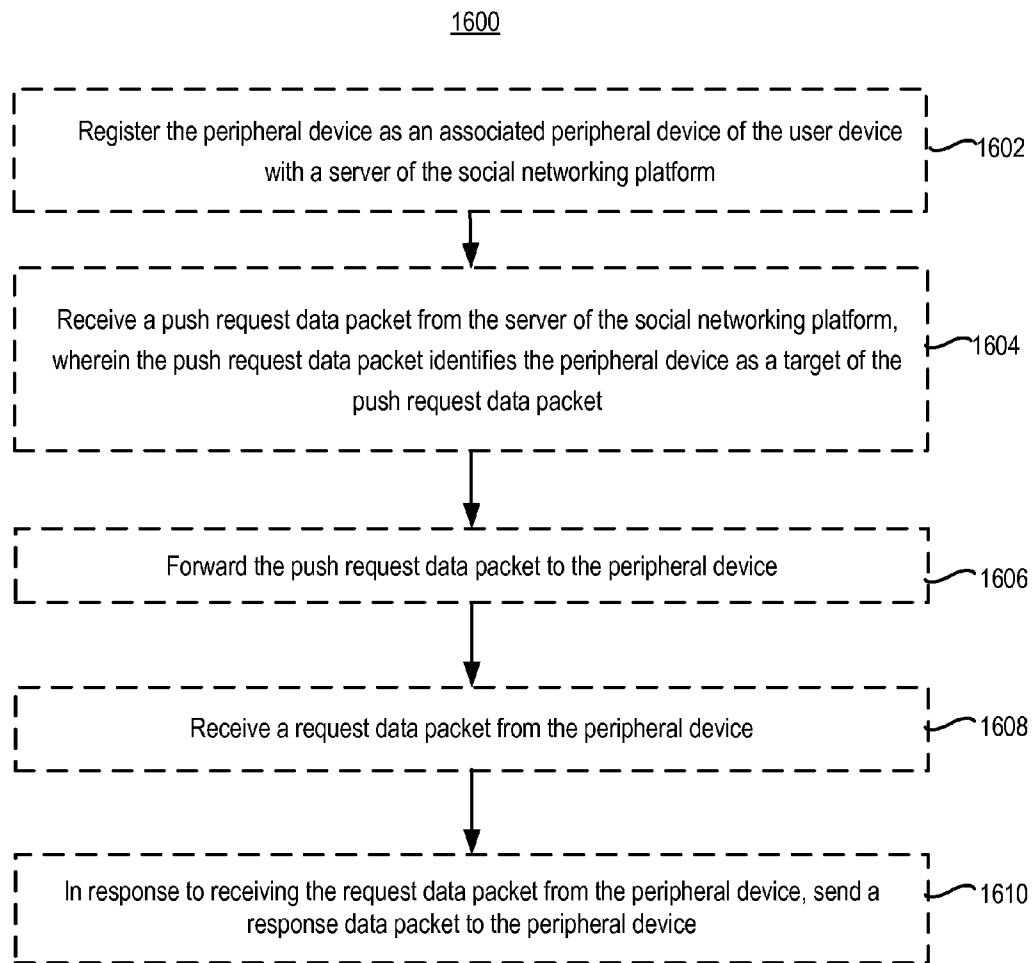 1600
Register the peripheral device as an associated peripheral device of the user device
with a server of the social networking platform
1602
Receive a push request data packet from the server of the social networking platform,
wherein the push request data packet identifies the peripheral device as a target of the
push request data packet
1604
Forward the push request data packet to the peripheral device
1606
Receive a request data packet from the peripheral device
1608
In response to receiving the request data packet from the peripheral device, send a
response data packet to the peripheral device
1610